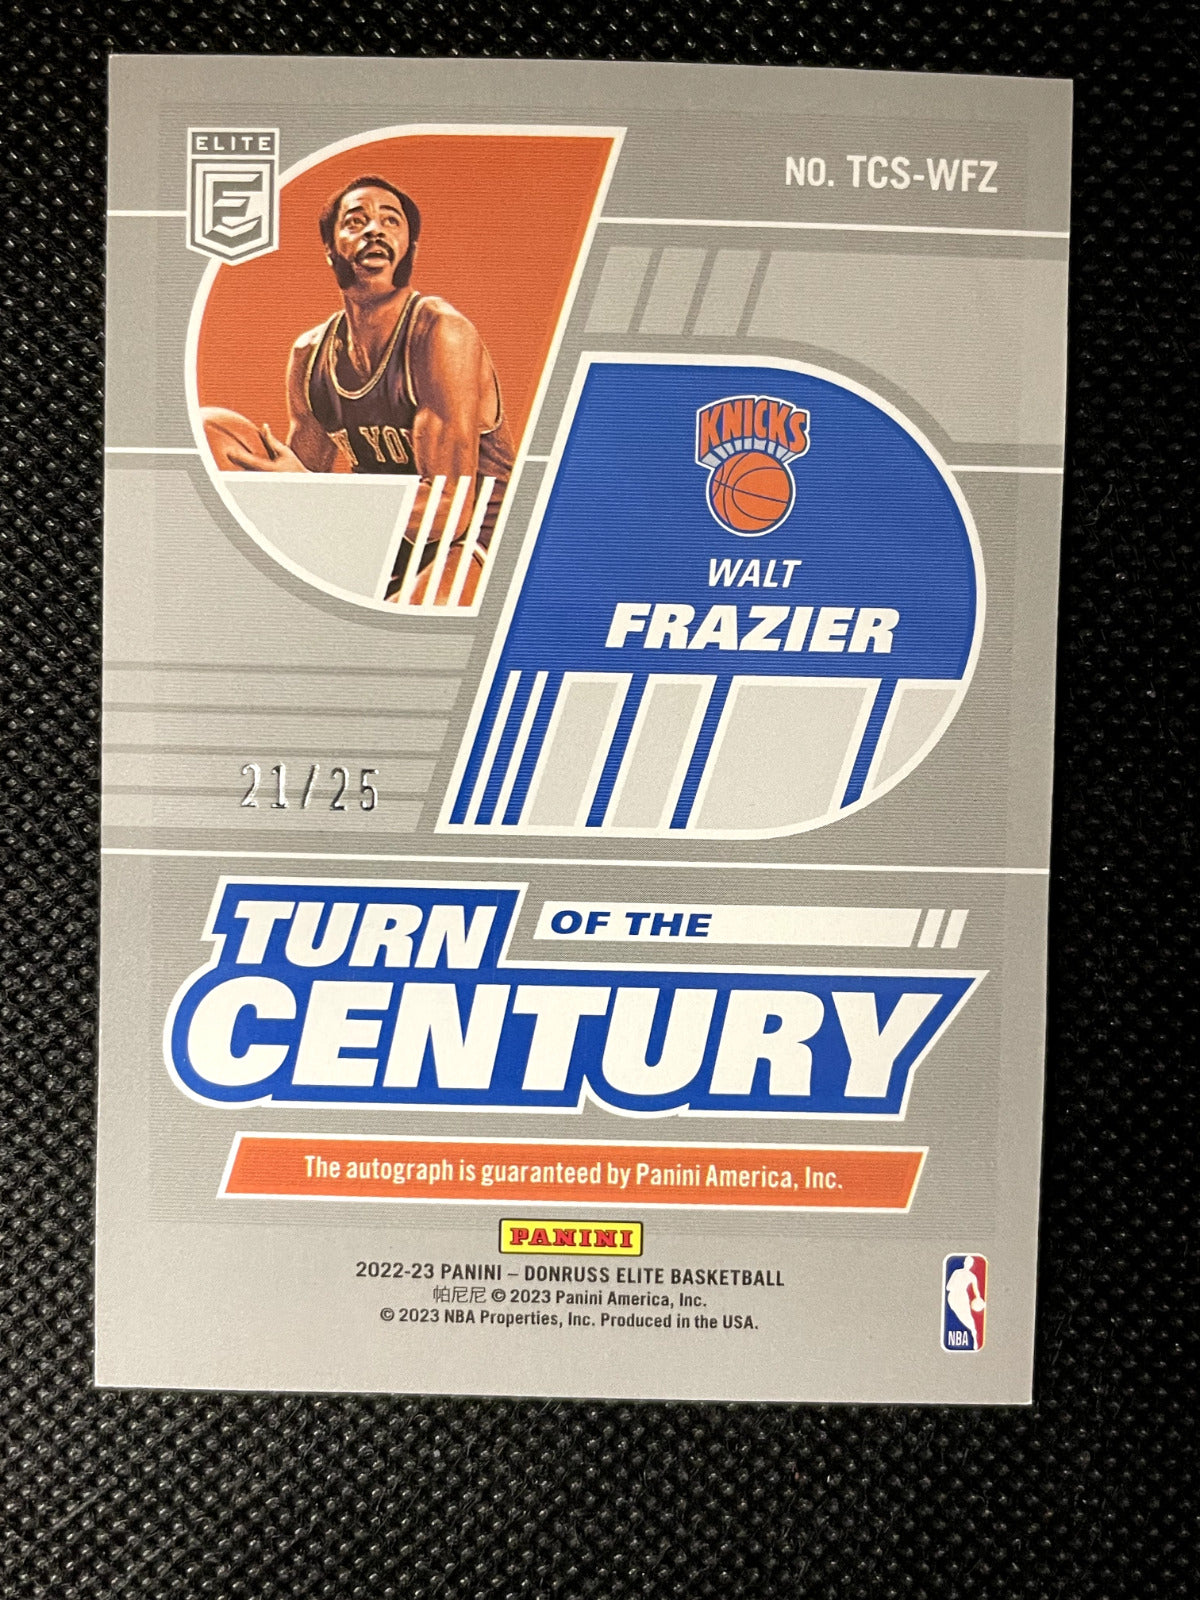 ELITE
E
NO. TCS-WFZ
KNICKS
WALT
FRAZIER
21/25
TURN OF THE
CENTURY
The autograph is guaranteed by Panini America, Inc.
PANINI
2022-23 PANINI – DONRUSS ELITE BASKETBALL
帕尼尼 © 2023 Panini America, Inc.
© 2023 NBA Properties, Inc. Produced in the USA.
NBA